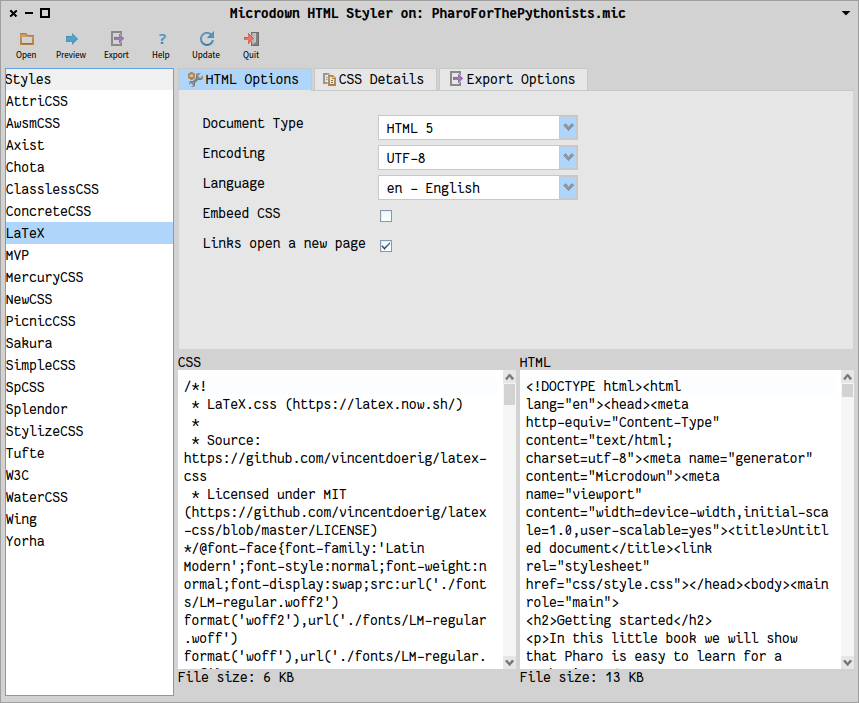 Microdown HTML Styler on: PharoForThePythonists.mic
Open Preview Export Help Update Quit
Styles
AttriCSS
AwsmCSS
Axist
Chota
ClasslessCSS
ConcreteCSS
LaTeX
MVP
MercuryCSS
NewCSS
PicnicCSS
Sakura
SimpleCSS
SpCSS
Splendor
StylizeCSS
Tufte
W3C
WaterCSS
Wing
Yorha
HTML Options CSS Details Export Options
Document Type HTML 5
Encoding UTF-8
Language en - English
Embeed CSS
Links open a new page
CSS
/*!
* LaTeX.css (https://latex.now.sh/)
*
* Source:
https://github.com/vincentdoerig/latex-
css
* Licensed under MIT
(https://github.com/vincentdoerig/latex
-css/blob/master/LICENSE)
*/@font-face{font-family:'Latin
Modern';font-style:normal;font-weight:n
ormal;font-display:swap;src:url('./font
s/LM-regular.woff2')
format('woff2'),url('./fonts/LM-regular
.woff')
format('woff'),url('./fonts/LM-regular.
File size: 6 KB
HTML
<!DOCTYPE html><html
lang="en"><head><meta
http-equiv="Content-Type"
content="text/html;
charset=utf-8"><meta name="generator"
content="Microdown"><meta
name="viewport"
content="width=device-width,initial-sca
le=1.0,user-scalable=yes"><title>Untitl
ed document</title><link
rel="stylesheet"
href="css/style.css"></head><body><main
role="main">
<h2>Getting started</h2>
<p>In this little book we will show
that Pharo is easy to learn for a
File size: 13 KB